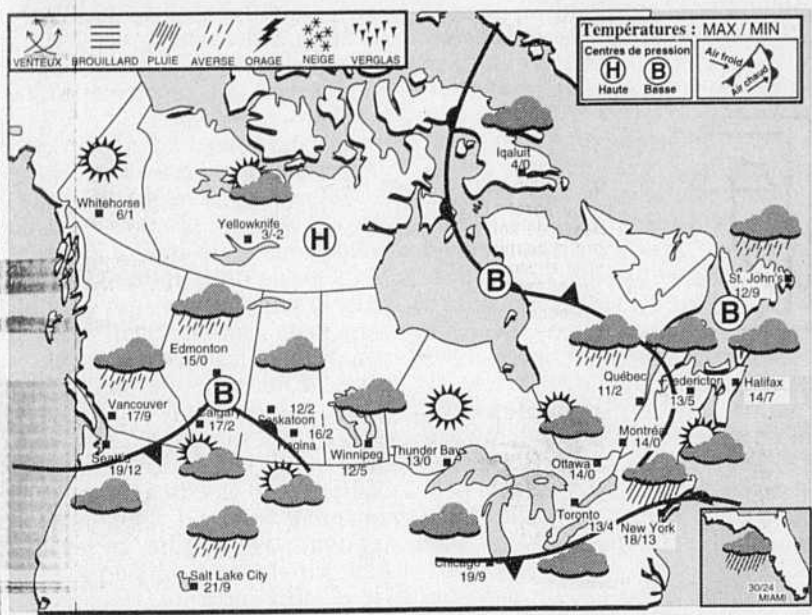 VENTEUX BROUILLARD PLUIE AVERSE ORAGE NEIGE VERGLAS
Températures : MAX / MIN
Centres de pression
H B
Haute Basse
Air froid
Air chaud
Iqaluit
4/0
Whitehorse
6/1
Yellowknife
3/-2
H
B
St. John's
12/9
B
Edmonton
15/0
B
Vancouver
17/9
Calgary
17/2
12/2
Saskatoon
16/2
Regina
Winnipeg
12/5
Seattle
19/12
Thunder Bay
13/0
Québec
11/2
Fredericton
13/5
Halifax
14/7
Montréal
14/0
Ottawa
14/0
Toronto
13/4
New York
18/13
Chicago
19/9
Salt Lake City
21/9
30/24
MIAMI